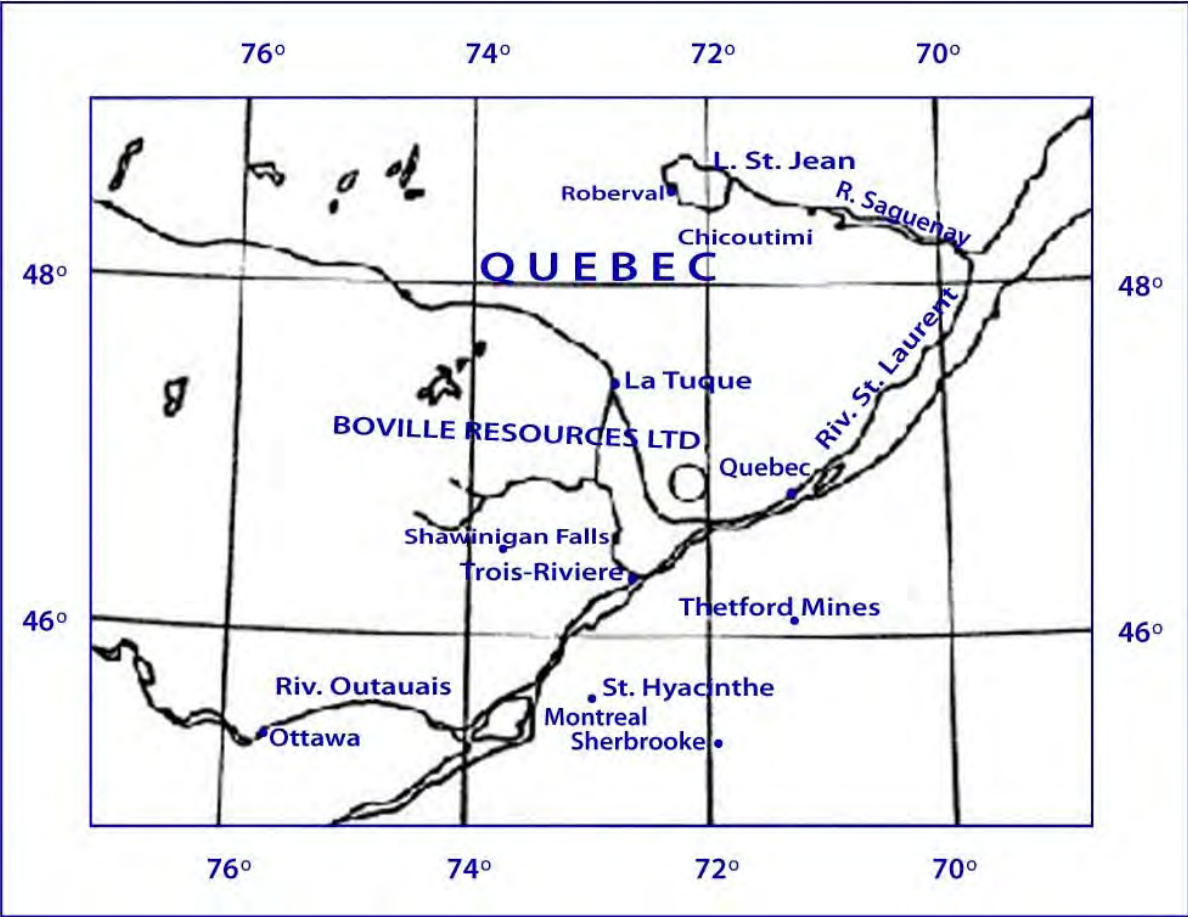 76° 74° 72° 70°
L. St. Jean
Roberval
R. Saguenay
Chicoutimi
QUEBEC
48° 48°
Riv. St. Laurent
La Tuque
BOVILLE RESOURCES LTD
Quebec
Shawinigan Falls
Trois-Riviere
Thetford Mines
46° 46°
Riv. Outauais
St. Hyacinthe
Montreal
Ottawa
Sherbrooke
76° 74° 72° 70°